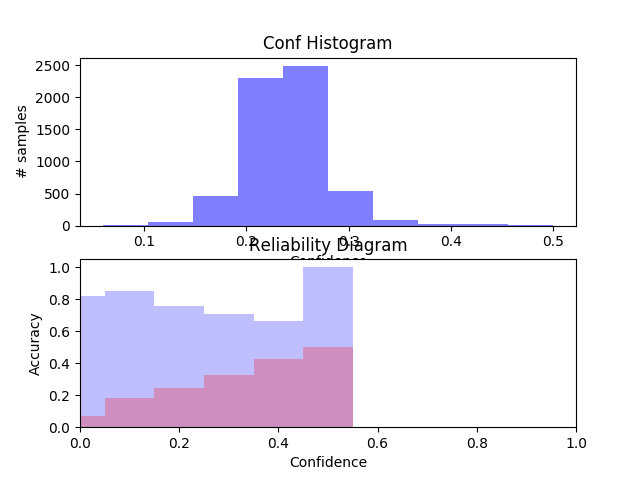 Conf Histogram
# samples
2500
2000
1500
1000
500
0
0.1 0.2 0.3 0.4 0.5
Confidence
Reliability Diagram
Accuracy
1.0
0.8
0.6
0.4
0.2
0.0
0.0 0.2 0.4 0.6 0.8 1.0
Confidence